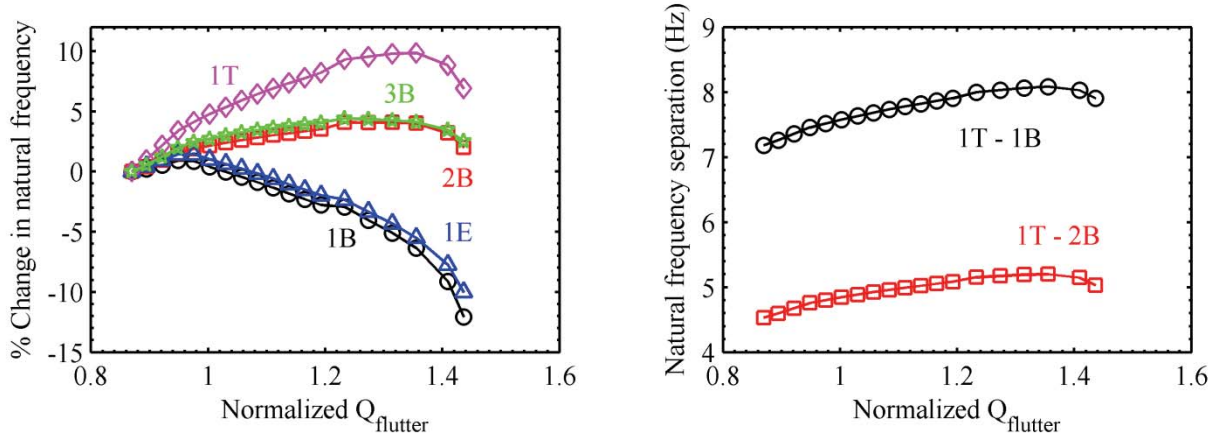 % Change in natural frequency
10
5
0
-5
-10
-15
0.8
1
1.2
1.4
1.6
Normalized Q_flutter
1T
3B
2B
1E
1B
Natural frequency separation (Hz)
9
8
7
6
5
4
0.8
1
1.2
1.4
1.6
Normalized Q_flutter
1T - 1B
1T - 2B